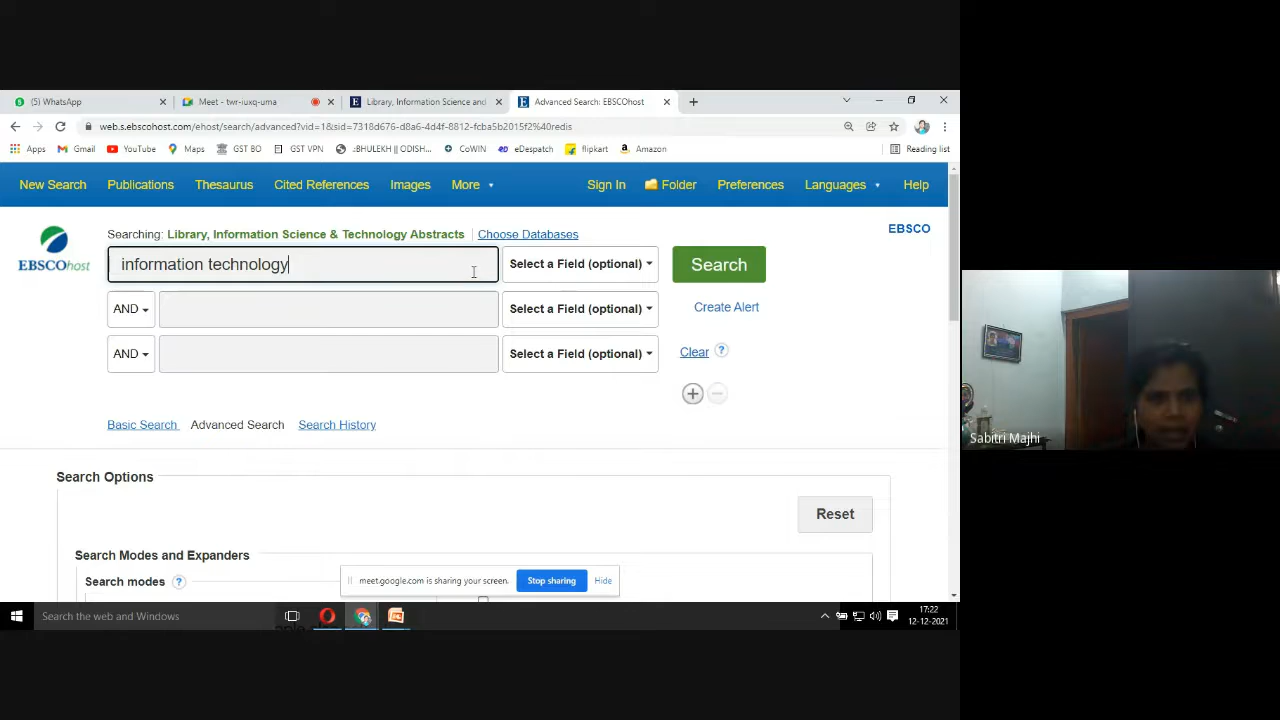 (5) WhatsApp
Meet - twr-iuxq-uma
Library, Information Science and
Advanced Search: EBSCOhost
web.s.ebscohost.com/ehost/search/advanced?vid=1&sid=7318d676-d8a6-4d4f-8812-fcba5b2015f2%40redis
Apps Gmail YouTube Maps GST BO GST VPN .:BHULEKH || ODISH... CoWIN eDespatch flipkart Amazon Reading list
New Search Publications Thesaurus Cited References Images More Sign In Folder Preferences Languages Help
Searching: Library, Information Science & Technology Abstracts Choose Databases
EBSCO
EBSCOhost
information technology
Select a Field (optional)
Search
AND
Select a Field (optional)
Create Alert
AND
Select a Field (optional)
Clear ?
Basic Search Advanced Search Search History
Sabitri Majhi
Search Options
Reset
Search Modes and Expanders
Search modes ?
meet.google.com is sharing your screen.
Stop sharing
Hide
Search the web and Windows
17:22
12-12-2021